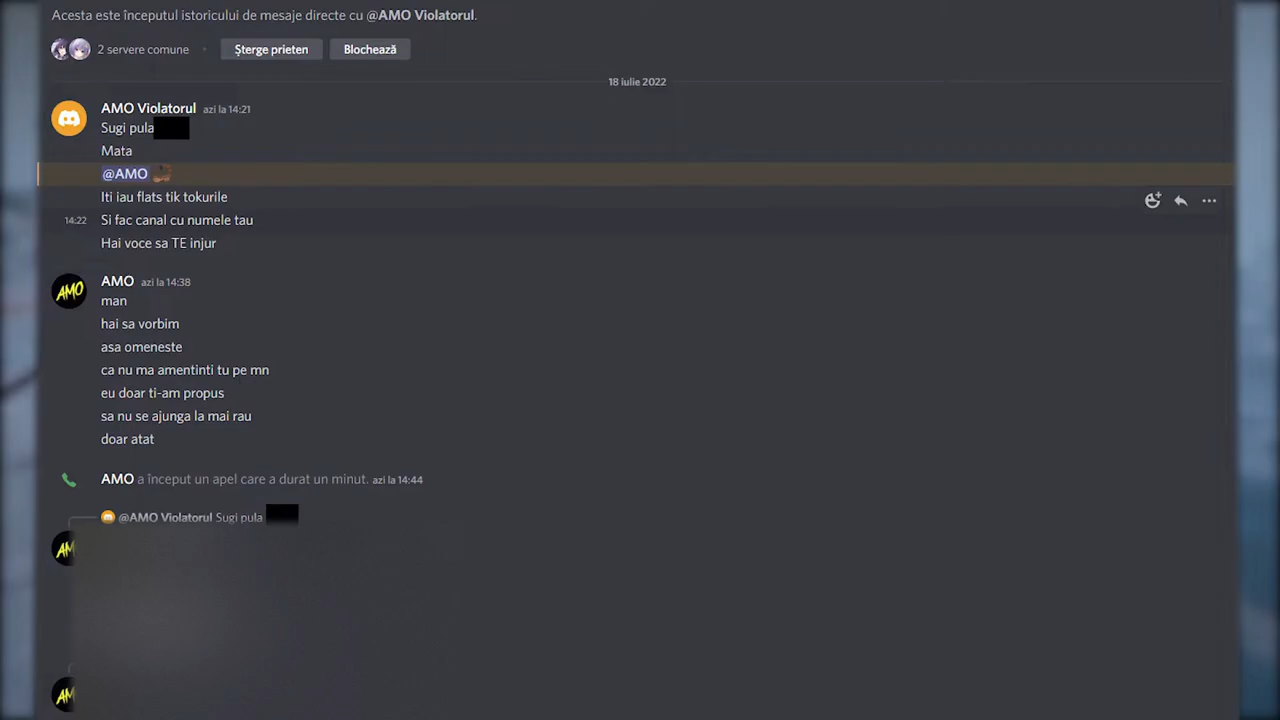 Acesta este începutul istoricului de mesaje directe cu @AMO Violatorul.
2 servere comune • Șterge prieten Blochează
18 iulie 2022
AMO Violatorul azi la 14:21
Sugi pula
Mata
@AMO
Iti iau flats tik tokurile
14:22 Si fac canal cu numele tau
Hai voce sa TE injur
AMO azi la 14:38
man
hai sa vorbim
asa omeneste
ca nu ma amentinti tu pe mn
eu doar ti-am propus
sa nu se ajunga la mai rau
doar atat
AMO a început un apel care a durat un minut. azi la 14:44
@AMO Violatorul Sugi pula